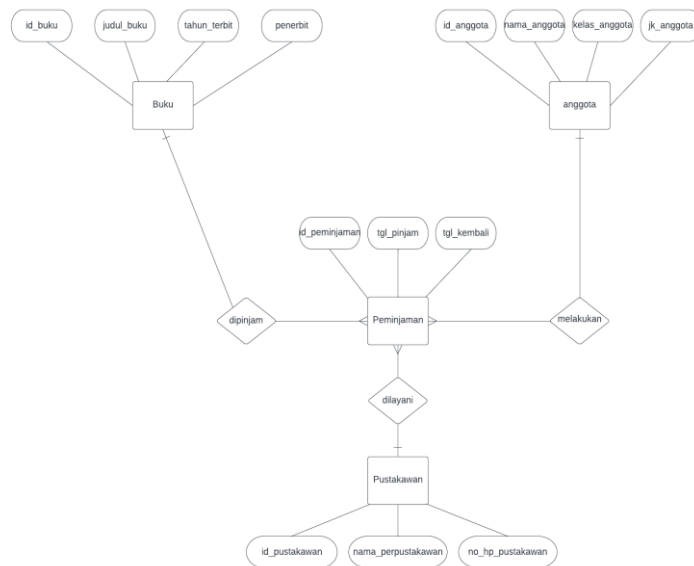 id_buku
judul_buku
tahun_terbit
penerbit
id_anggota
nama_anggota
kelas_anggota
jk_anggota
Buku
anggota
id_peminjaman
tgl_pinjam
tgl_kembali
dipinjam
Peminjaman
melakukan
dilayani
Pustakawan
id_pustakawan
nama_perpustakawan
no_hp_pustakawan